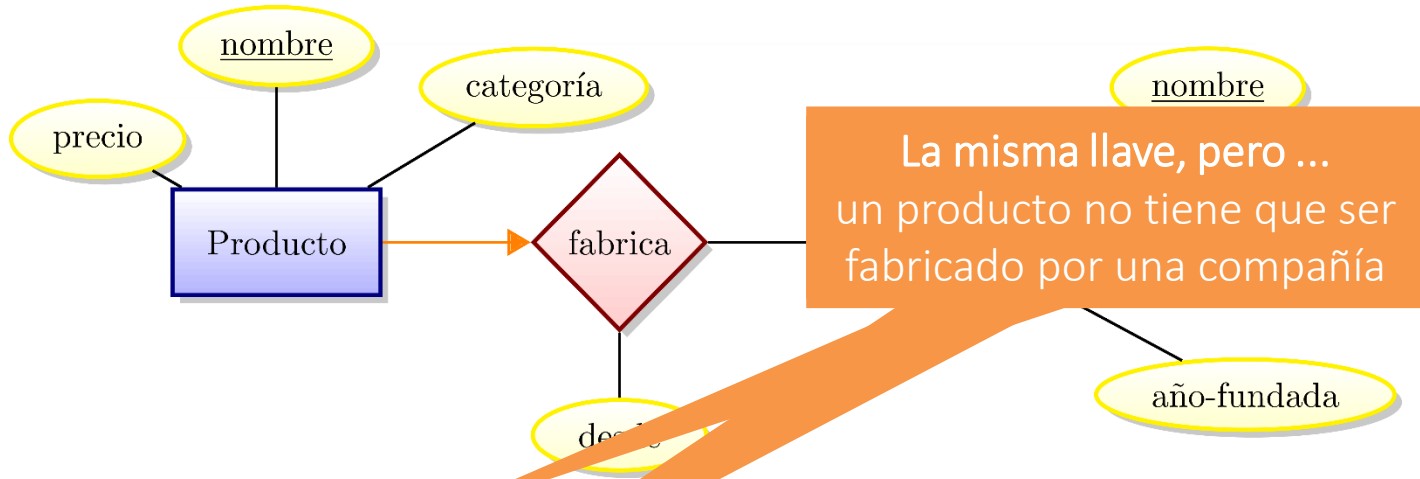 nombre
categoría
precio
nombre
La misma llave, pero ...
un producto no tiene que ser
fabricado por una compañía
Producto
fabrica
año-fundada